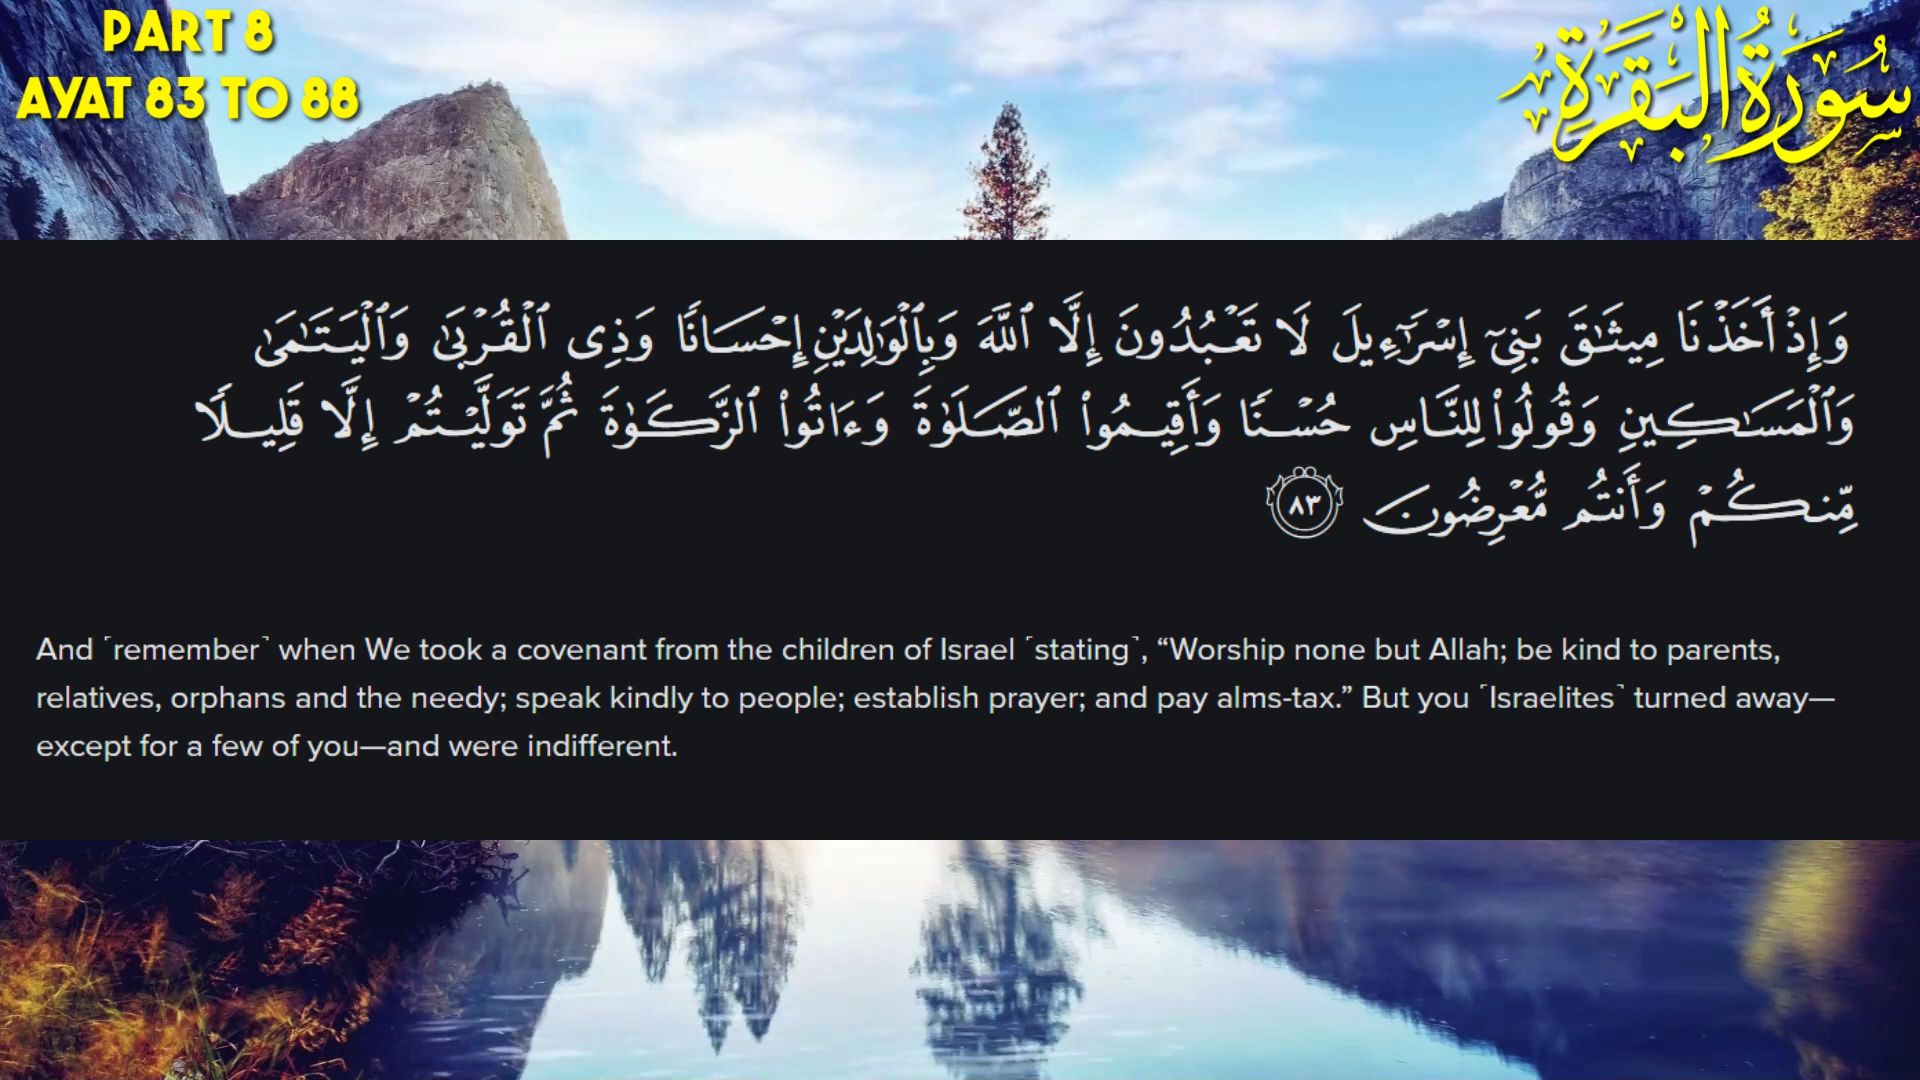 PART 8
AYAT 83 TO 88
سُورَةُ البَقَرَةِ
وَإِذْ أَخَذْنَا مِيثَـٰقَ بَنِىٓ إِسْرَٰٓءِيلَ لَا تَعْبُدُونَ إِلَّا ٱللَّهَ وَبِٱلْوَٰلِدَيْنِ إِحْسَانًا وَذِى ٱلْقُرْبَىٰ وَٱلْيَتَـٰمَىٰ
وَٱلْمَسَـٰكِينِ وَقُولُوا۟ لِلنَّاسِ حُسْنًا وَأَقِيمُوا۟ ٱلصَّلَوٰةَ وَءَاتُوا۟ ٱلزَّكَوٰةَ ثُمَّ تَوَلَّيْتُمْ إِلَّا قَلِيلًا
مِّنكُمْ وَأَنتُم مُّعْرِضُونَ ٨٣
And ˹remember˺ when We took a covenant from the children of Israel ˹stating˺, “Worship none but Allah; be kind to parents,
relatives, orphans and the needy; speak kindly to people; establish prayer; and pay alms-tax.” But you ˹Israelites˺ turned away—
except for a few of you—and were indifferent.